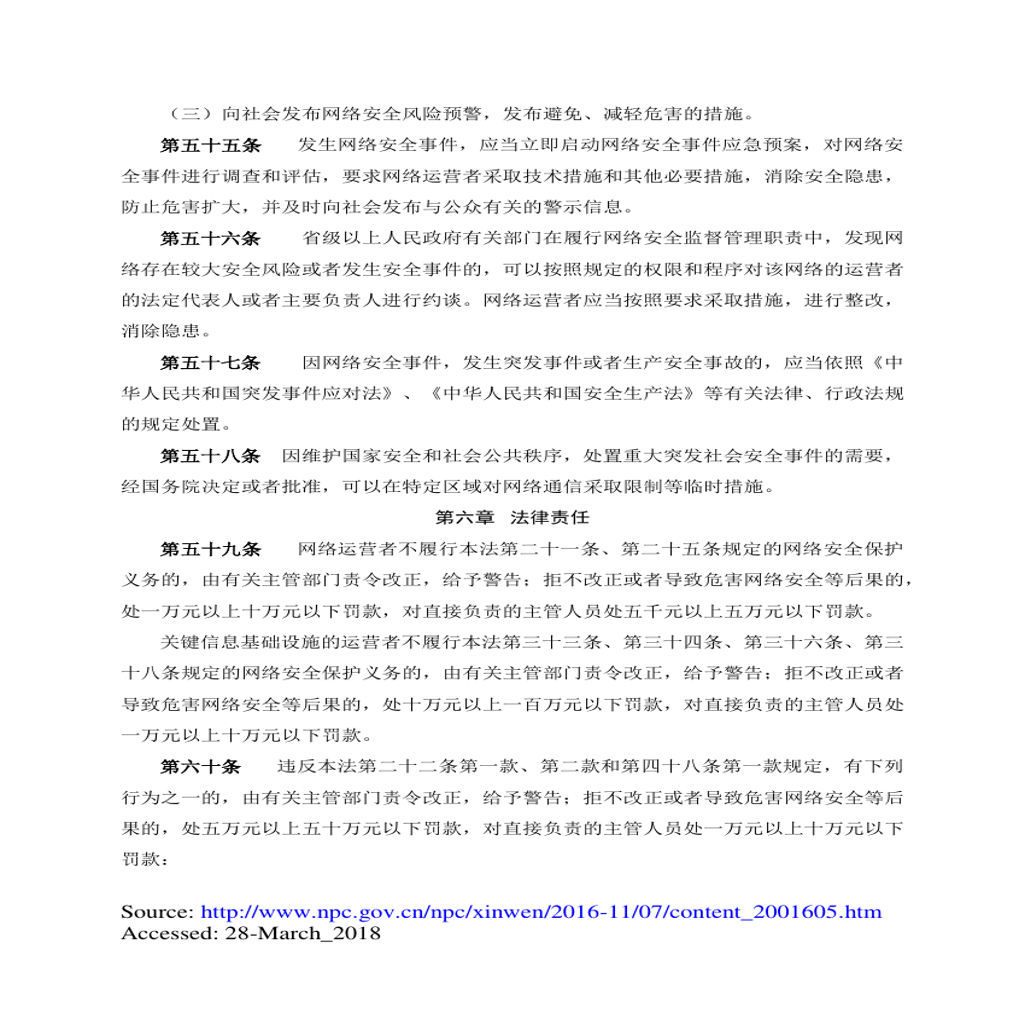 （三）向社会发布网络安全风险预警，发布避免、减轻危害的措施。
第五十五条 发生网络安全事件，应当立即启动网络安全事件应急预案，对网络安
全事件进行调查和评估，要求网络运营者采取技术措施和其他必要措施，消除安全隐患，
防止危害扩大，并及时向社会发布与公众有关的警示信息。
第五十六条 省级以上人民政府有关部门在履行网络安全监督管理职责中，发现网
络存在较大安全风险或者发生安全事件的，可以按照规定的权限和程序对该网络的运营者
的法定代表人或者主要负责人进行约谈。网络运营者应当按照要求采取措施，进行整改，
消除隐患。
第五十七条 因网络安全事件，发生突发事件或者生产安全事故的，应当依照《中
华人民共和国突发事件应对法》、《中华人民共和国安全生产法》等有关法律、行政法规
的规定处置。
第五十八条 因维护国家安全和社会公共秩序，处置重大突发社会安全事件的需要，
经国务院决定或者批准，可以在特定区域对网络通信采取限制等临时措施。
第六章 法律责任
第五十九条 网络运营者不履行本法第二十一条、第二十五条规定的网络安全保护
义务的，由有关主管部门责令改正，给予警告；拒不改正或者导致危害网络安全等后果的，
处一万元以上十万元以下罚款，对直接负责的主管人员处五千元以上五万元以下罚款。
关键信息基础设施的运营者不履行本法第三十三条、第三十四条、第三十六条、第三
十八条规定的网络安全保护义务的，由有关主管部门责令改正，给予警告；拒不改正或者
导致危害网络安全等后果的，处十万元以上一百万元以下罚款，对直接负责的主管人员处
一万元以上十万元以下罚款。
第六十条 违反本法第二十二条第一款、第二款和第四十八条第一款规定，有下列
行为之一的，由有关主管部门责令改正，给予警告；拒不改正或者导致危害网络安全等后
果的，处五万元以上五十万元以下罚款，对直接负责的主管人员处一万元以上十万元以下
罚款：
Source: http://www.npc.gov.cn/npc/xinwen/2016-11/07/content_2001605.htm
Accessed: 28-March_2018